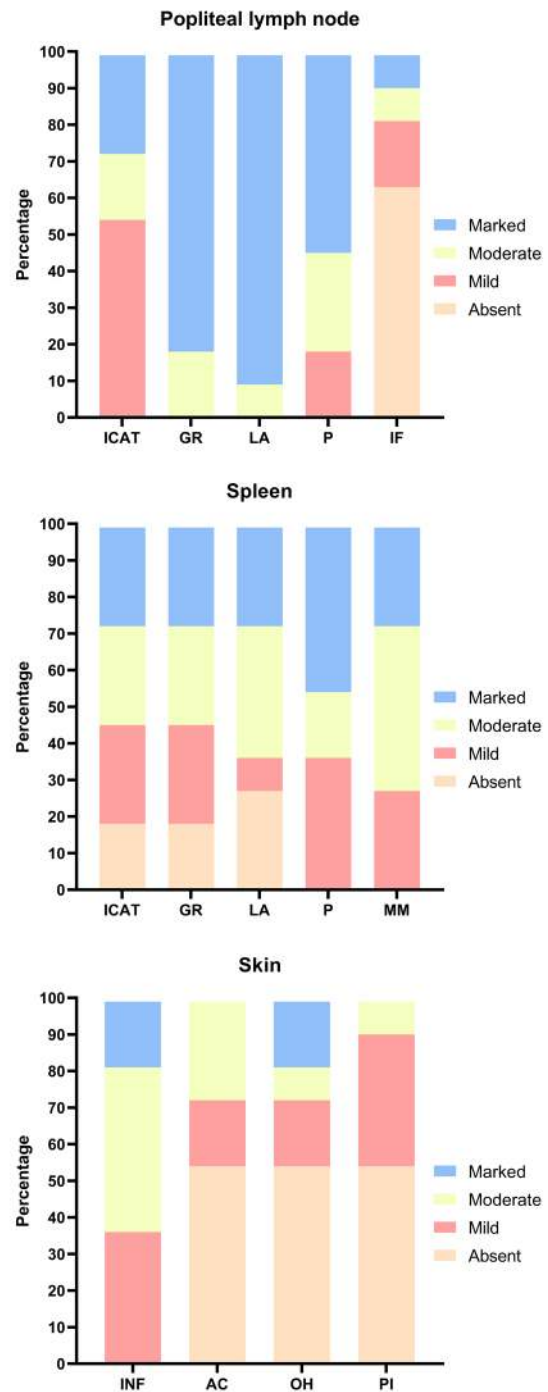 Popliteal lymph node
Percentage
100
90
80
70
60
50
40
30
20
10
0
ICAT GR LA P IF
Marked
Moderate
Mild
Absent
Spleen
Percentage
100
90
80
70
60
50
40
30
20
10
0
ICAT GR LA P MM
Marked
Moderate
Mild
Absent
Skin
Percentage
100
90
80
70
60
50
40
30
20
10
0
INF AC OH PI
Marked
Moderate
Mild
Absent